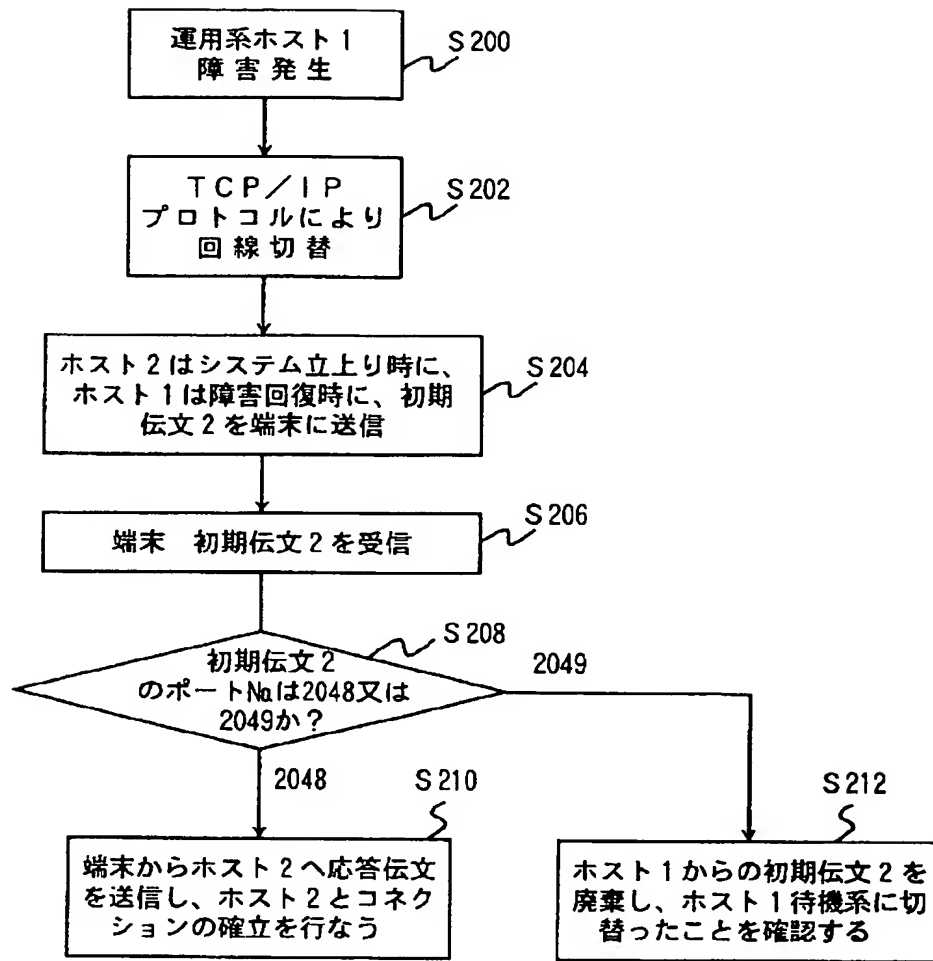 運用系ホスト1
障害発生
S200
TCP/IP
プロトコルにより
回線切替
S202
ホスト2はシステム立上り時に、
ホスト1は障害回復時に、初期
伝文2を端末に送信
S204
端末 初期伝文2を受信
S206
初期伝文2
のポート№は2048又は
2049か?
S208
2049
2048
S210
端末からホスト2へ応答伝文
を送信し、ホスト2とコネク
ションの確立を行なう
S212
ホスト1からの初期伝文2を
廃棄し、ホスト1待機系に切
替ったことを確認する